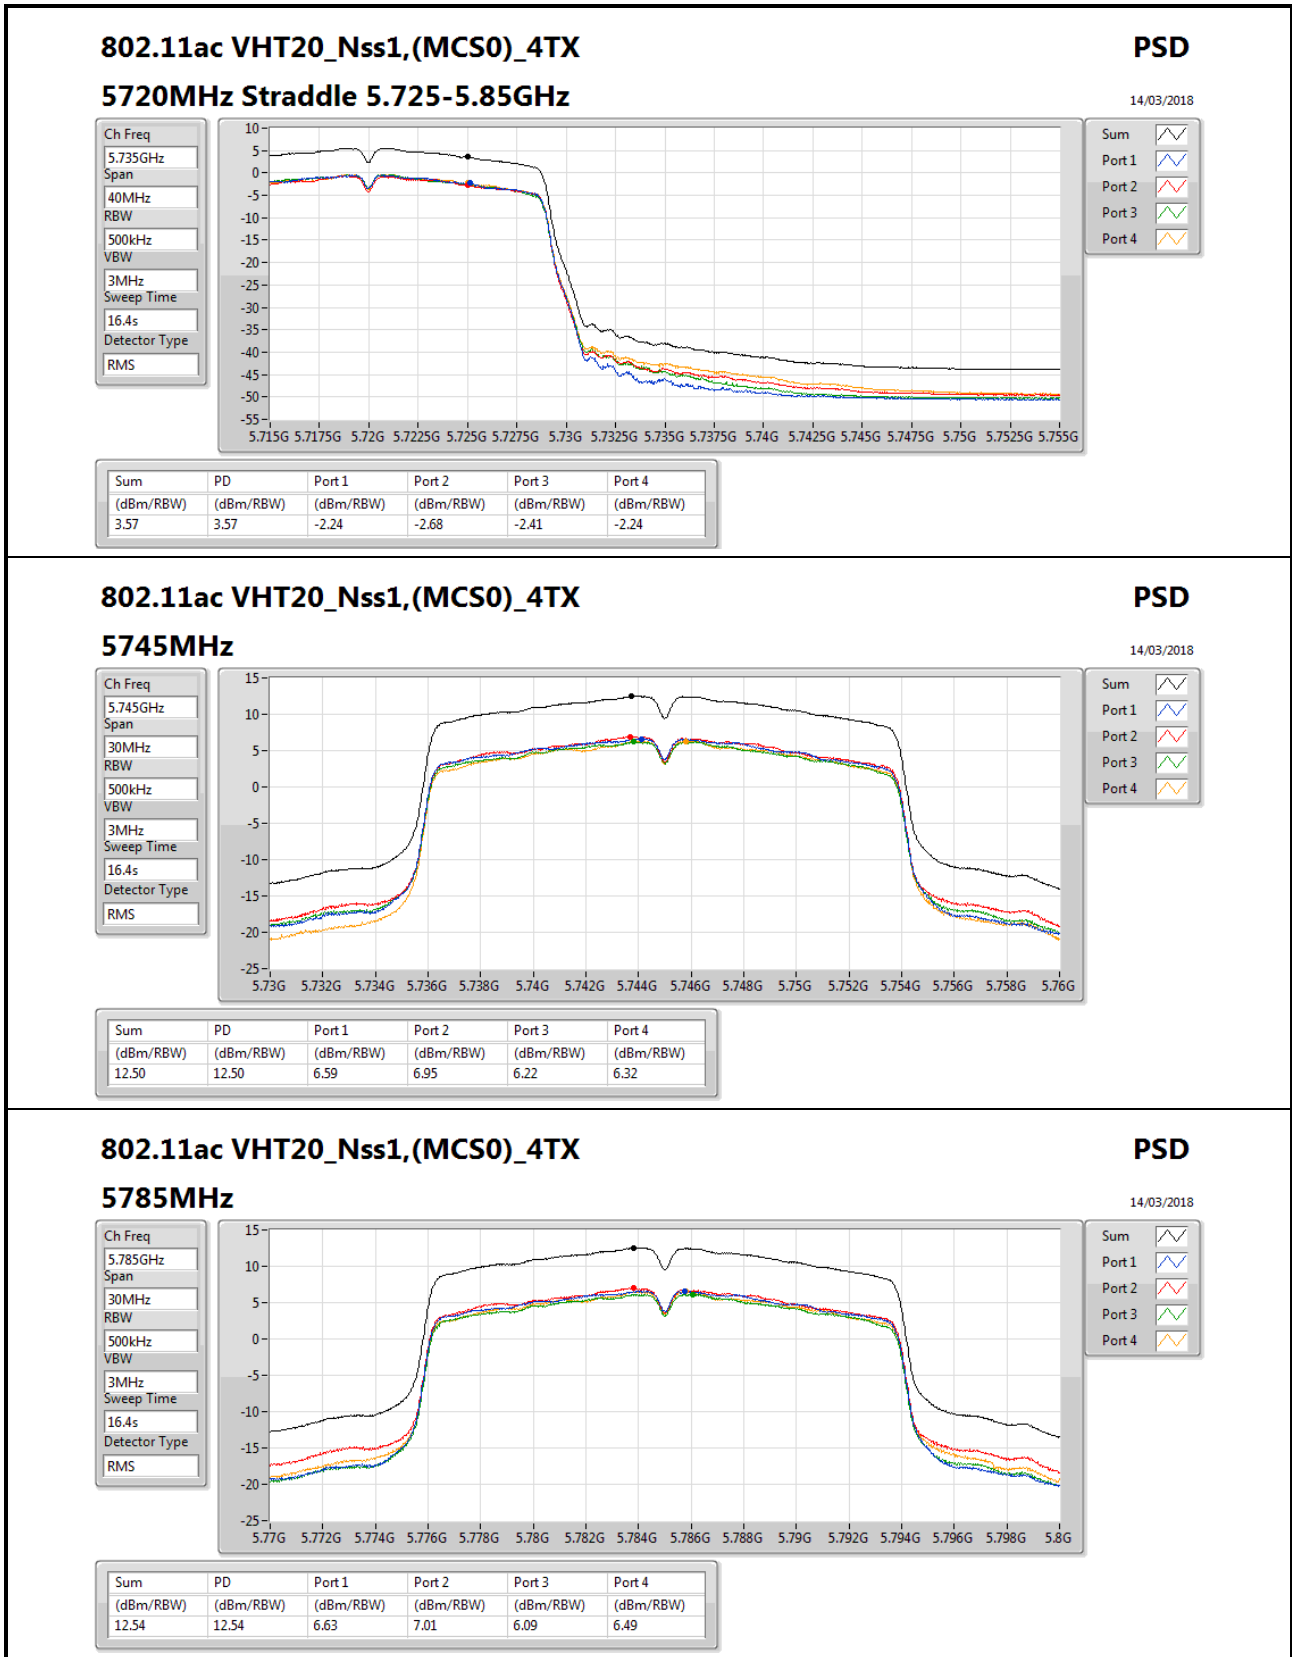 802.11ac VHT20_Nss1,(MCS0)_4TX PSD
5720MHz Straddle 5.725-5.85GHz 14/03/2018
Ch Freq
5.735GHz
Span
40MHz
RBW
500kHz
VBW
3MHz
Sweep Time
16.4s
Detector Type
RMS
10
5
0
-5
-10
-15
-20
-25
-30
-35
-40
-45
-50
-55
5.715G 5.7175G 5.72G 5.7225G 5.725G 5.7275G 5.73G 5.7325G 5.735G 5.7375G 5.74G 5.7425G 5.745G 5.7475G 5.75G 5.7525G 5.755G
Sum
Port 1
Port 2
Port 3
Port 4
Sum PD Port 1 Port 2 Port 3 Port 4
(dBm/RBW) (dBm/RBW) (dBm/RBW) (dBm/RBW) (dBm/RBW) (dBm/RBW)
3.57 3.57 -2.24 -2.68 -2.41 -2.24
802.11ac VHT20_Nss1,(MCS0)_4TX PSD
5745MHz 14/03/2018
Ch Freq
5.745GHz
Span
30MHz
RBW
500kHz
VBW
3MHz
Sweep Time
16.4s
Detector Type
RMS
15
10
5
0
-5
-10
-15
-20
-25
5.73G 5.732G 5.734G 5.736G 5.738G 5.74G 5.742G 5.744G 5.746G 5.748G 5.75G 5.752G 5.754G 5.756G 5.758G 5.76G
Sum
Port 1
Port 2
Port 3
Port 4
Sum PD Port 1 Port 2 Port 3 Port 4
(dBm/RBW) (dBm/RBW) (dBm/RBW) (dBm/RBW) (dBm/RBW) (dBm/RBW)
12.50 12.50 6.59 6.95 6.22 6.32
802.11ac VHT20_Nss1,(MCS0)_4TX PSD
5785MHz 14/03/2018
Ch Freq
5.785GHz
Span
30MHz
RBW
500kHz
VBW
3MHz
Sweep Time
16.4s
Detector Type
RMS
15
10
5
0
-5
-10
-15
-20
-25
5.77G 5.772G 5.774G 5.776G 5.778G 5.78G 5.782G 5.784G 5.786G 5.788G 5.79G 5.792G 5.794G 5.796G 5.798G 5.8G
Sum
Port 1
Port 2
Port 3
Port 4
Sum PD Port 1 Port 2 Port 3 Port 4
(dBm/RBW) (dBm/RBW) (dBm/RBW) (dBm/RBW) (dBm/RBW) (dBm/RBW)
12.54 12.54 6.63 7.01 6.09 6.49